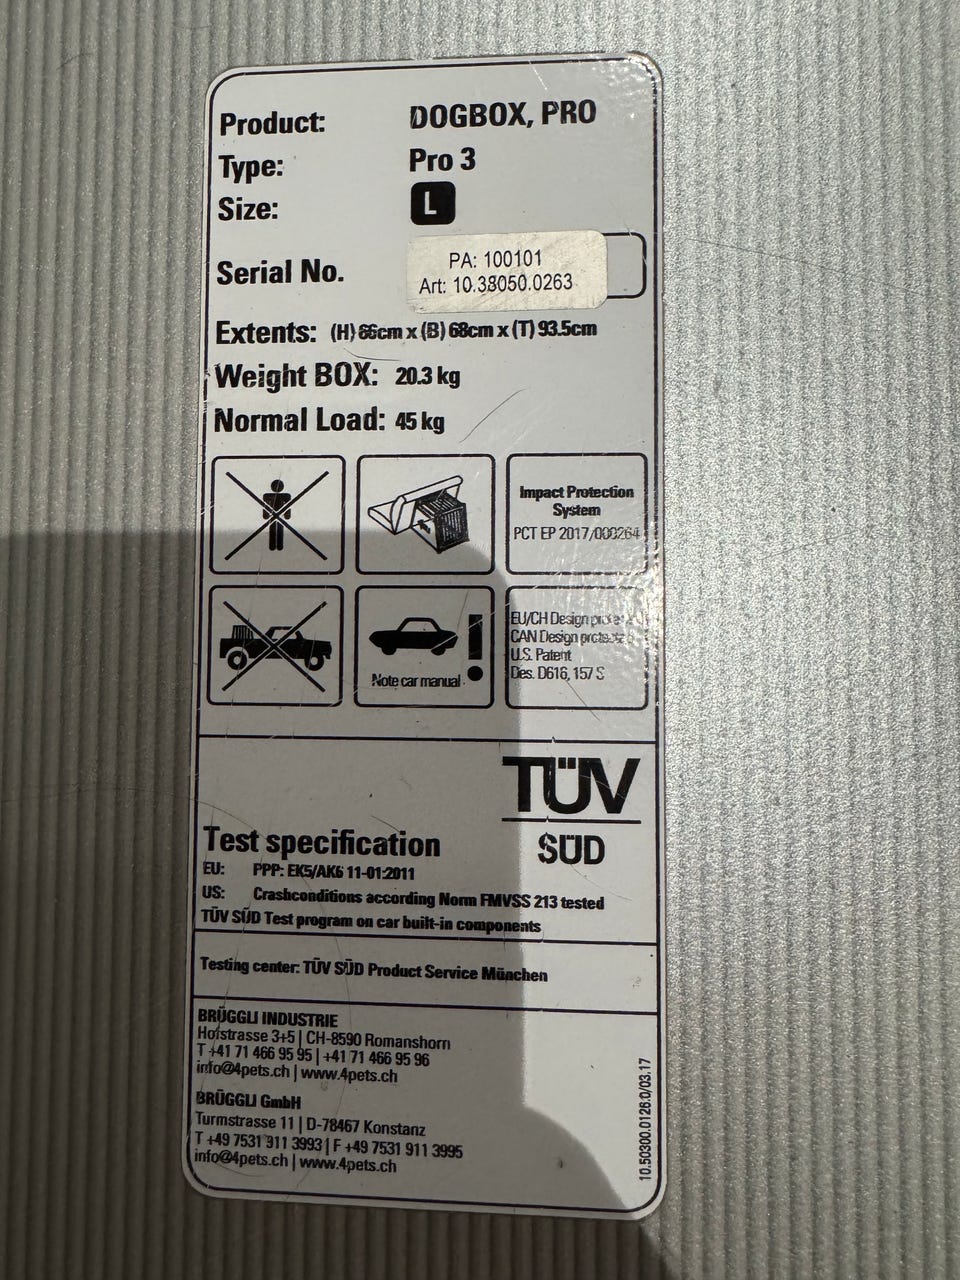 Product: DOGBOX, PRO
Type: Pro 3
Size: L
Serial No.
PA: 100101
Art: 10.38050.0263
Extents: (H) 66cm x (B) 68cm x (T) 93.5cm
Weight BOX: 20.3 kg
Normal Load: 45 kg
Impact Protection
System
PCT EP 2017/000264
Note car manual
!
EU/CH Design protected
CAN Design protected
U.S. Patent
Des. D616, 157 S
TÜV
SÜD
Test specification
EU: PPP: EK5/AK6 11-01:2011
US: Crashconditions according Norm FMVSS 213 tested
TÜV SÜD Test program on car built-in components
Testing center: TÜV SÜD Product Service München
BRÜGGLI INDUSTRIE
Hofstrasse 3+5 | CH-8590 Romanshorn
T +41 71 466 95 95 | +41 71 466 95 96
info@4pets.ch | www.4pets.ch
BRÜGGLI GmbH
Turmstrasse 11 | D-78467 Konstanz
T +49 7531 911 3993 | F +49 7531 911 3995
info@4pets.ch | www.4pets.ch
10.50300.0126.0/03.17